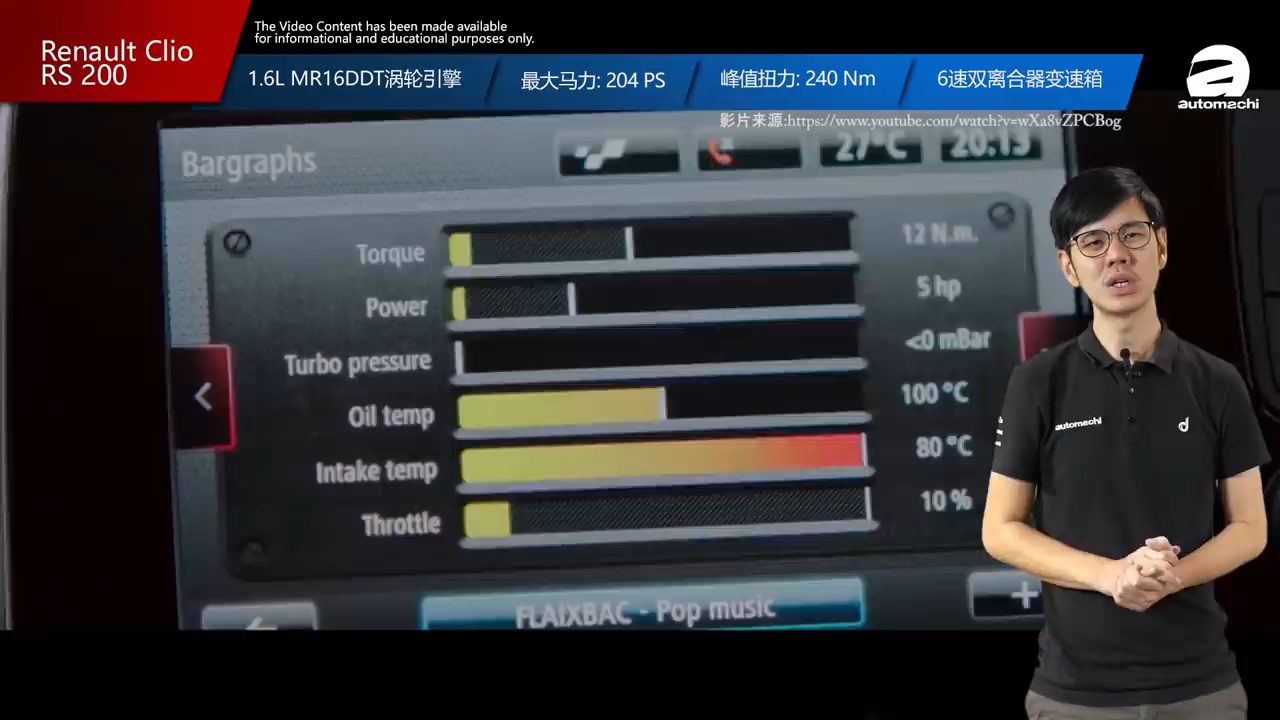 Renault Clio
RS 200
The Video Content has been made available
for informational and educational purposes only.
1.6L MR16DDT涡轮引擎
最大马力: 204 PS
峰值扭力: 240 Nm
6速双离合器变速箱
automachi
影片来源:https://www.youtube.com/watch?v=wXa8vZPCBog
Bargraphs
27°C
20:13
Torque
12 N.m.
Power
5 hp
Turbo pressure
<0 mBar
Oil temp
100 °C
Intake temp
80 °C
Throttle
10 %
FLAIXBAC - Pop music
automachi
d